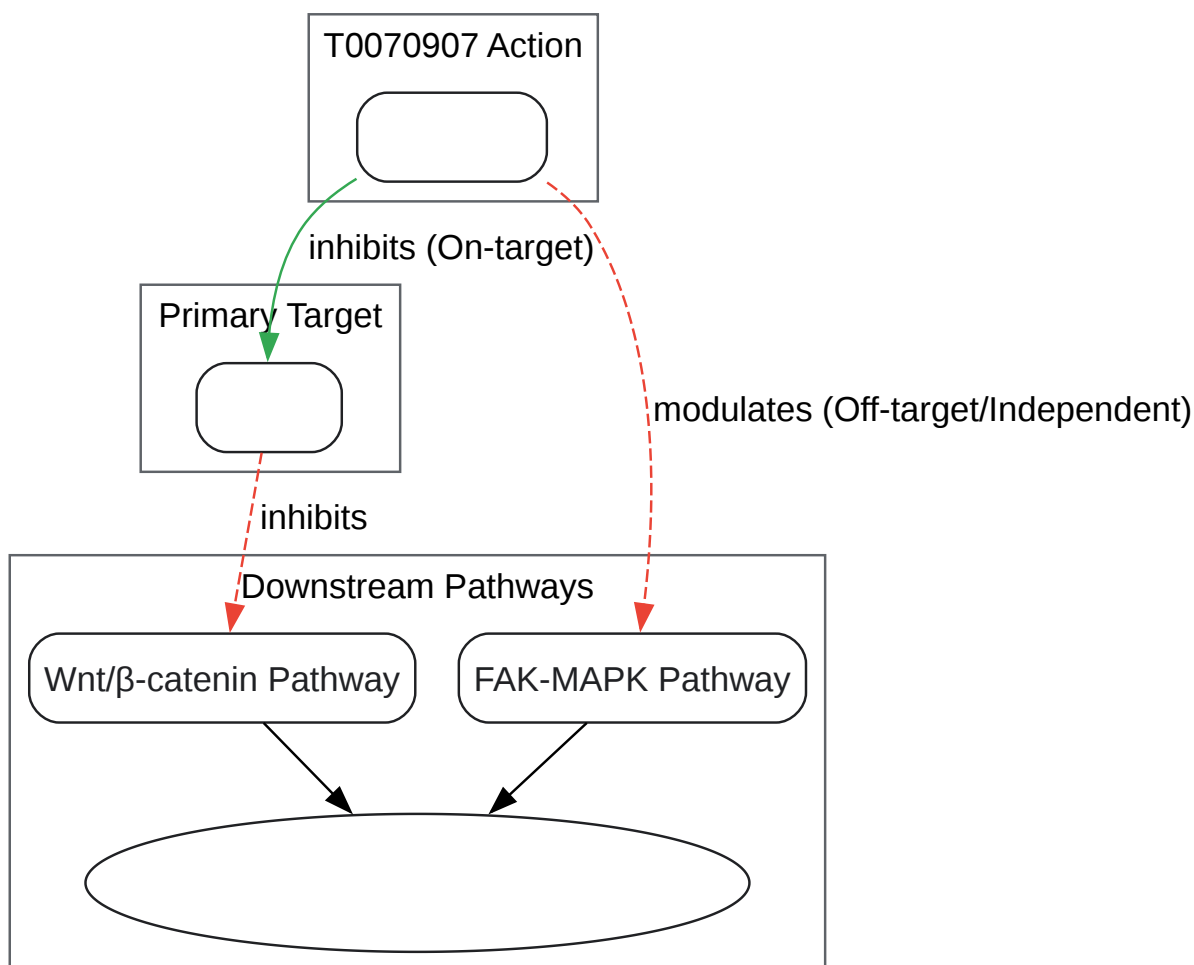 T0070907 Action
inhibits (On-target)
Primary Target
modulates (Off-target/Independent)
inhibits
Downstream Pathways
Wnt/β-catenin Pathway
FAK-MAPK Pathway